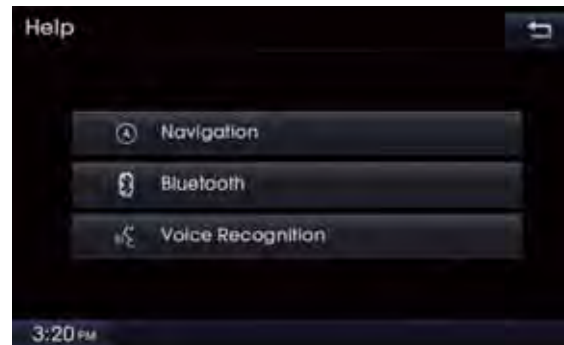 Help
Navigation
Bluetooth
Voice Recognition
3:20 PM